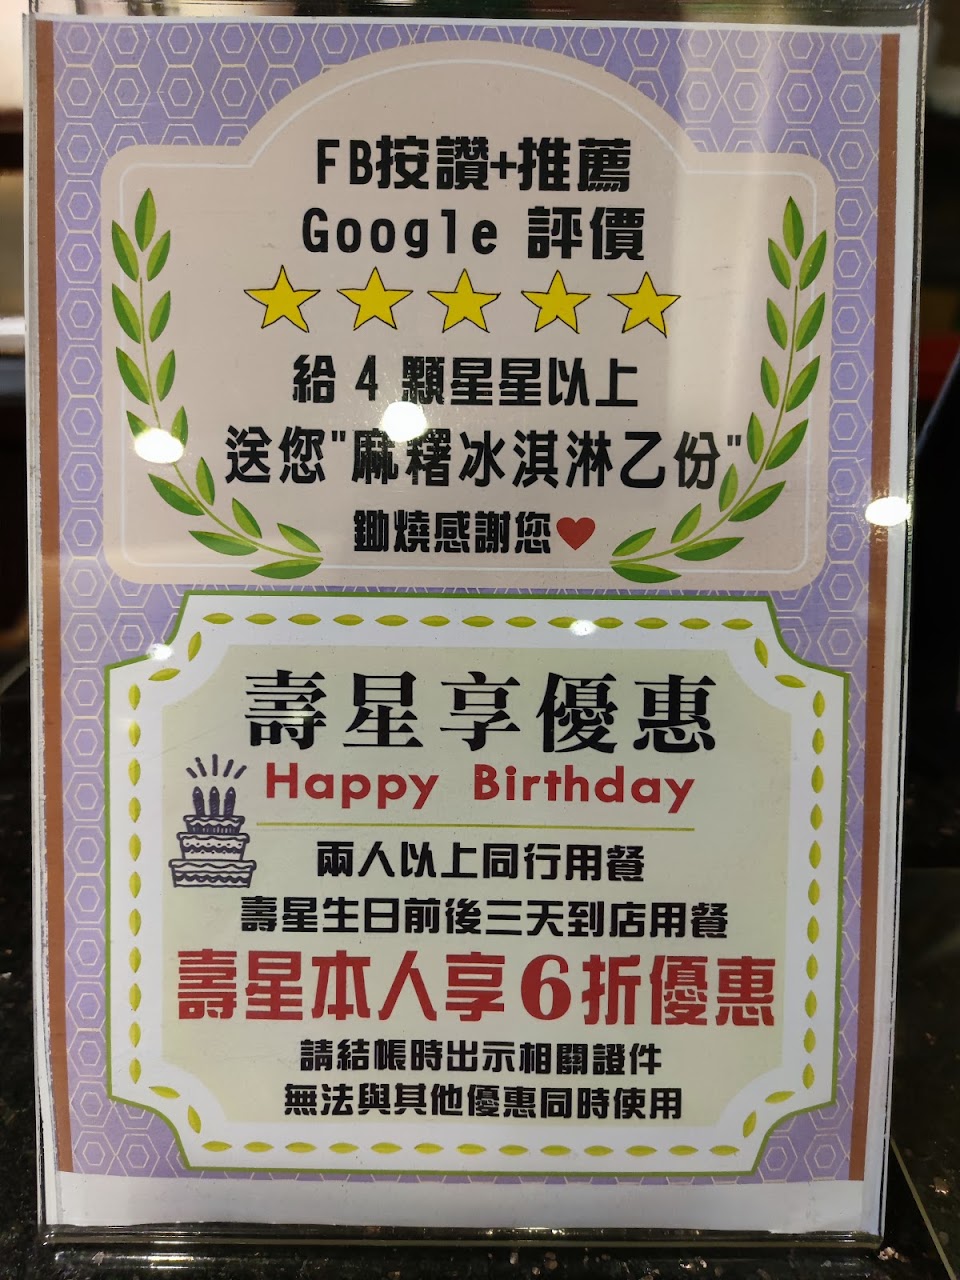 FB按讚+推薦
Google 評價
給 4 顆星星以上
送您"麻糬冰淇淋乙份"
鋤燒感謝您
壽星享優惠
Happy Birthday
兩人以上同行用餐
壽星生日前後三天到店用餐
壽星本人享6折優惠
請結帳時出示相關證件
無法與其他優惠同時使用